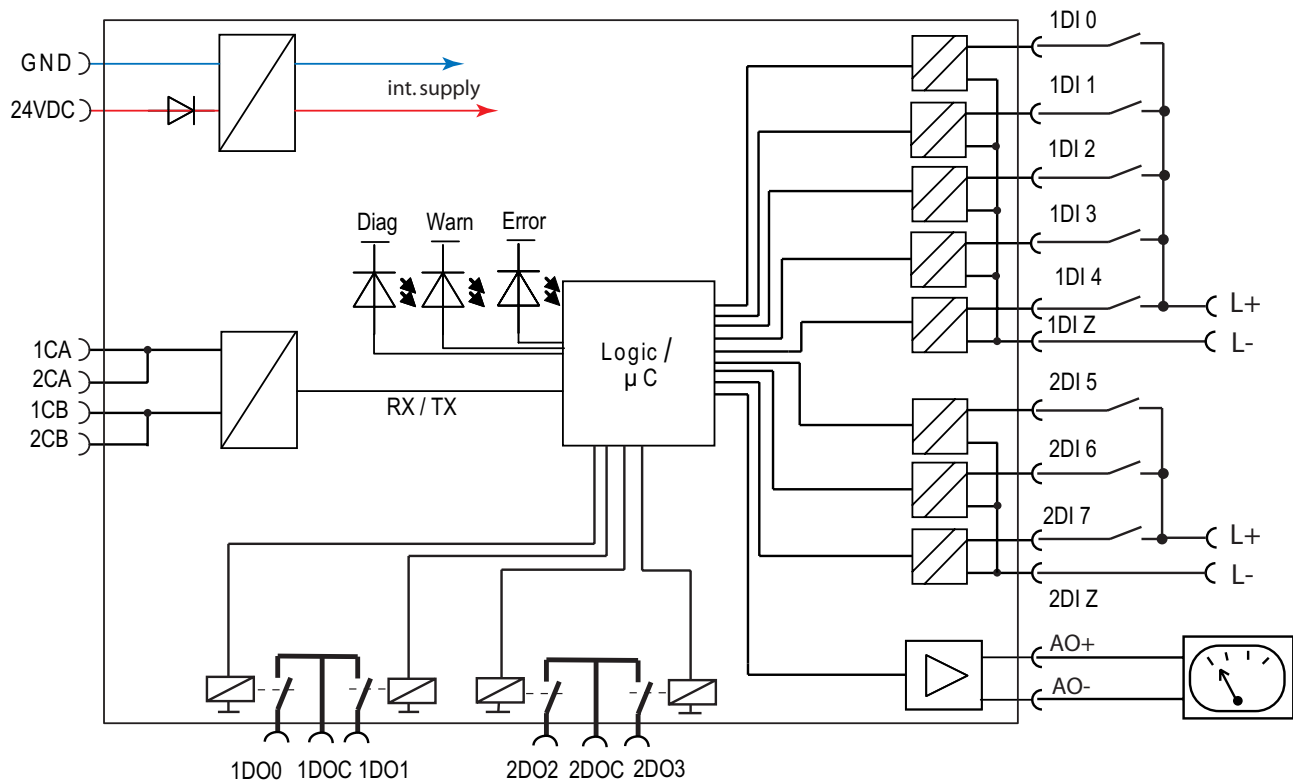 GND
24VDC
int. supply
Diag
Warn
Error
1CA
2CA
1CB
2CB
RX / TX
Logic /
µ C
1DI 0
1DI 1
1DI 2
1DI 3
1DI 4
L+
1DI Z
L-
2DI 5
2DI 6
2DI 7
L+
L-
2DI Z
AO+
AO-
1DO0
1DOC
1DO1
2DO2
2DOC
2DO3